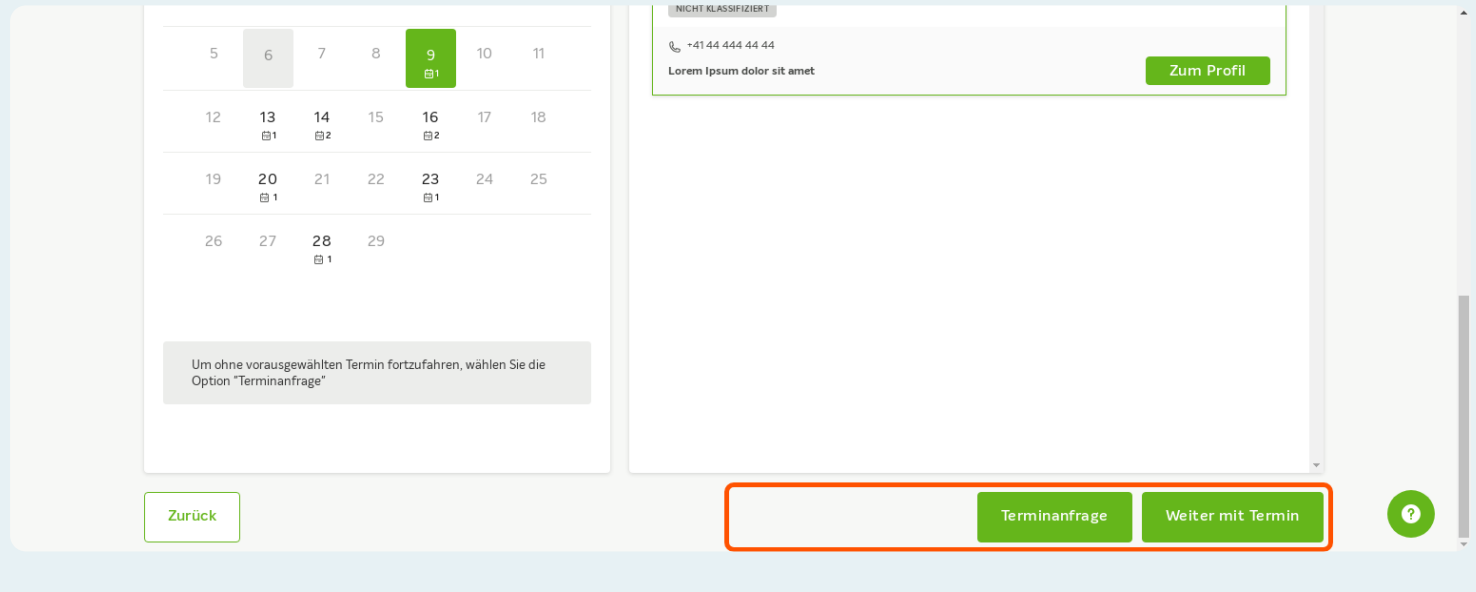 5 6 7 8 9 10 11
1
12 13 14 15 16 17 18
1 2 2
19 20 21 22 23 24 25
1 1
26 27 28 29
1
Um ohne vorausgewählten Termin fortzufahren, wählen Sie die
Option "Terminanfrage"
NICHT KLASSIFIZIERT
+41 44 444 44 44
Lorem Ipsum dolor sit amet
Zum Profil
Zurück
Terminanfrage
Weiter mit Termin
?